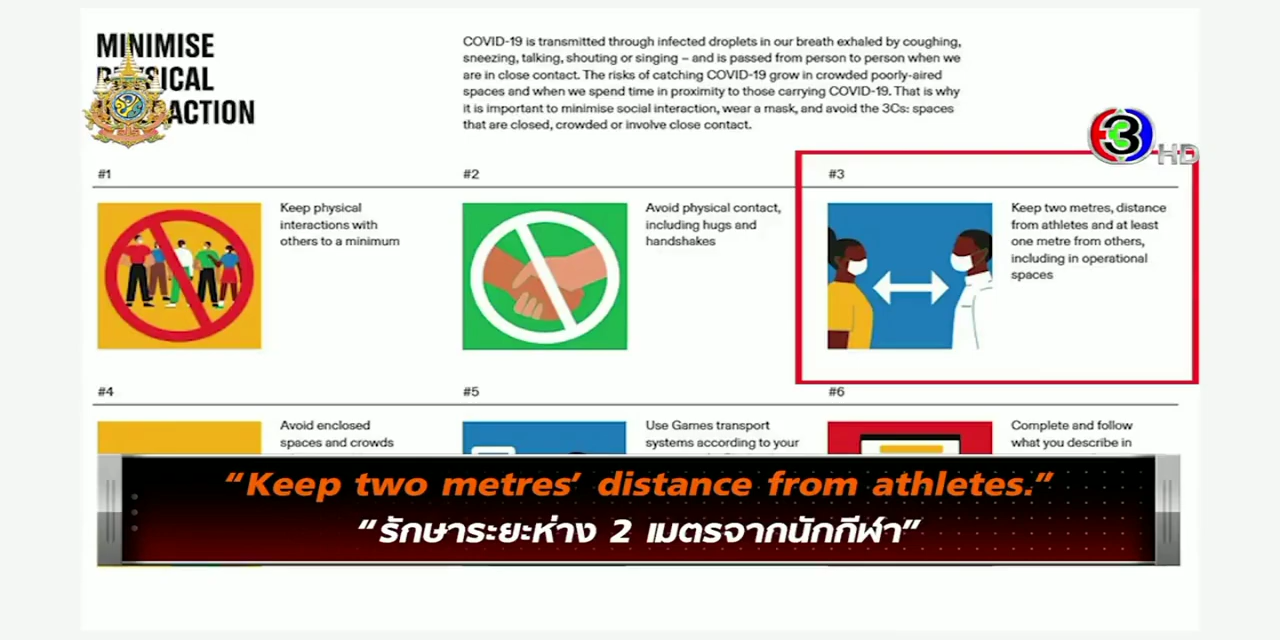 MINIMISE
PHYSICAL
INTERACTION
COVID-19 is transmitted through infected droplets in our breath exhaled by coughing,
sneezing, talking, shouting or singing – and is passed from person to person when we
are in close contact. The risks of catching COVID-19 grow in crowded poorly-aired
spaces and when we spend time in proximity to those carrying COVID-19. That is why
it is important to minimise social interaction, wear a mask, and avoid the 3Cs: spaces
that are closed, crowded or involve close contact.
3 HD
#1
Keep physical
interactions with
others to a minimum
#2
Avoid physical contact,
including hugs and
handshakes
#3
Keep two metres, distance
from athletes and at least
one metre from others,
including in operational
spaces
#4
Avoid enclosed
spaces and crowds
#5
Use Games transport
systems according to your
#6
Complete and follow
what you describe in
“Keep two metres’ distance from athletes.”
“รักษาระยะห่าง 2 เมตรจากนักกีฬา”